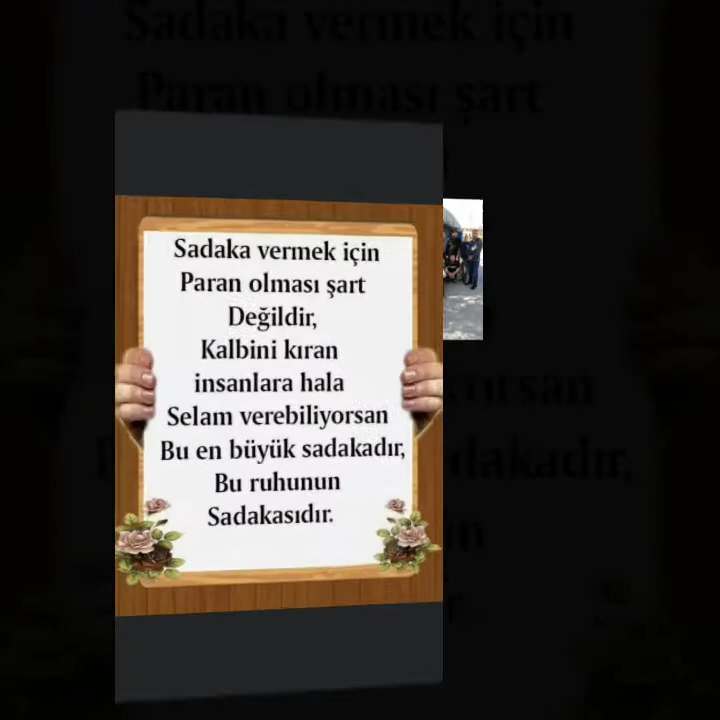 Sadaka vermek için
Paran olması şart
Değildir,
Kalbini kıran
insanlara hala
Selam verebiliyorsan
Bu en büyük sadakadır,
Bu ruhunun
Sadakasıdır.